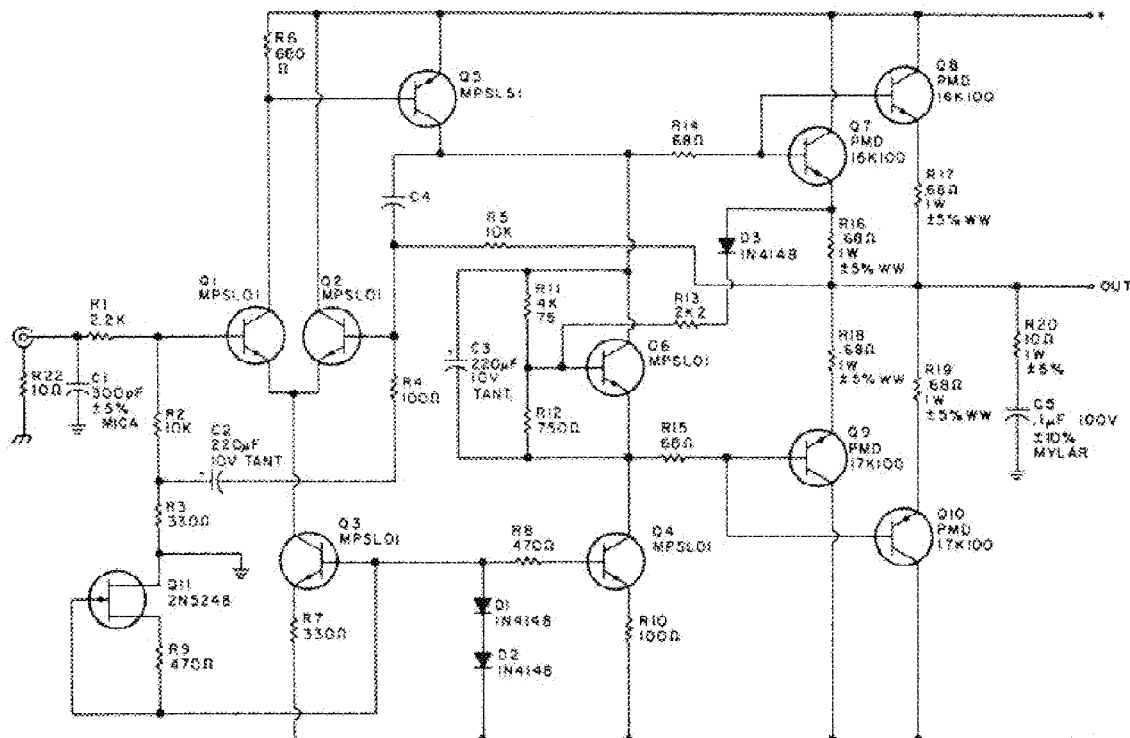 R6
680
Ω
Q5
MPSL51
Q8
PMD
16K100
R14
68Ω
Q7
PMD
16K100
R17
.68Ω
1W
±5% WW
C4
R5
10K
D3
1N4148
R16
.68Ω
1W
±5% WW
OUT
Q1
MPSL01
Q2
MPSL01
R1
2.2K
R11
4K
75
R13
2K2
R20
10Ω
1W
±5%
Q6
MPSL01
R18
.68Ω
1W
±5% WW
C3
220µF
10V
TANT.
R22
10Ω
C1
300pF
±5%
MICA
R4
100Ω
R19
.68Ω
1W
±5% WW
C5
.1µF 100V
±10%
MYLAR
R2
10K
R12
750Ω
C2
220µF
10V TANT
R15
68Ω
Q9
PMD
17K100
R3
330Ω
Q3
MPSL01
R8
470Ω
Q4
MPSL01
Q10
PMD
17K100
Q11
2N5248
D1
1N4148
R7
330Ω
R10
100Ω
R9
470Ω
D2
1N4148